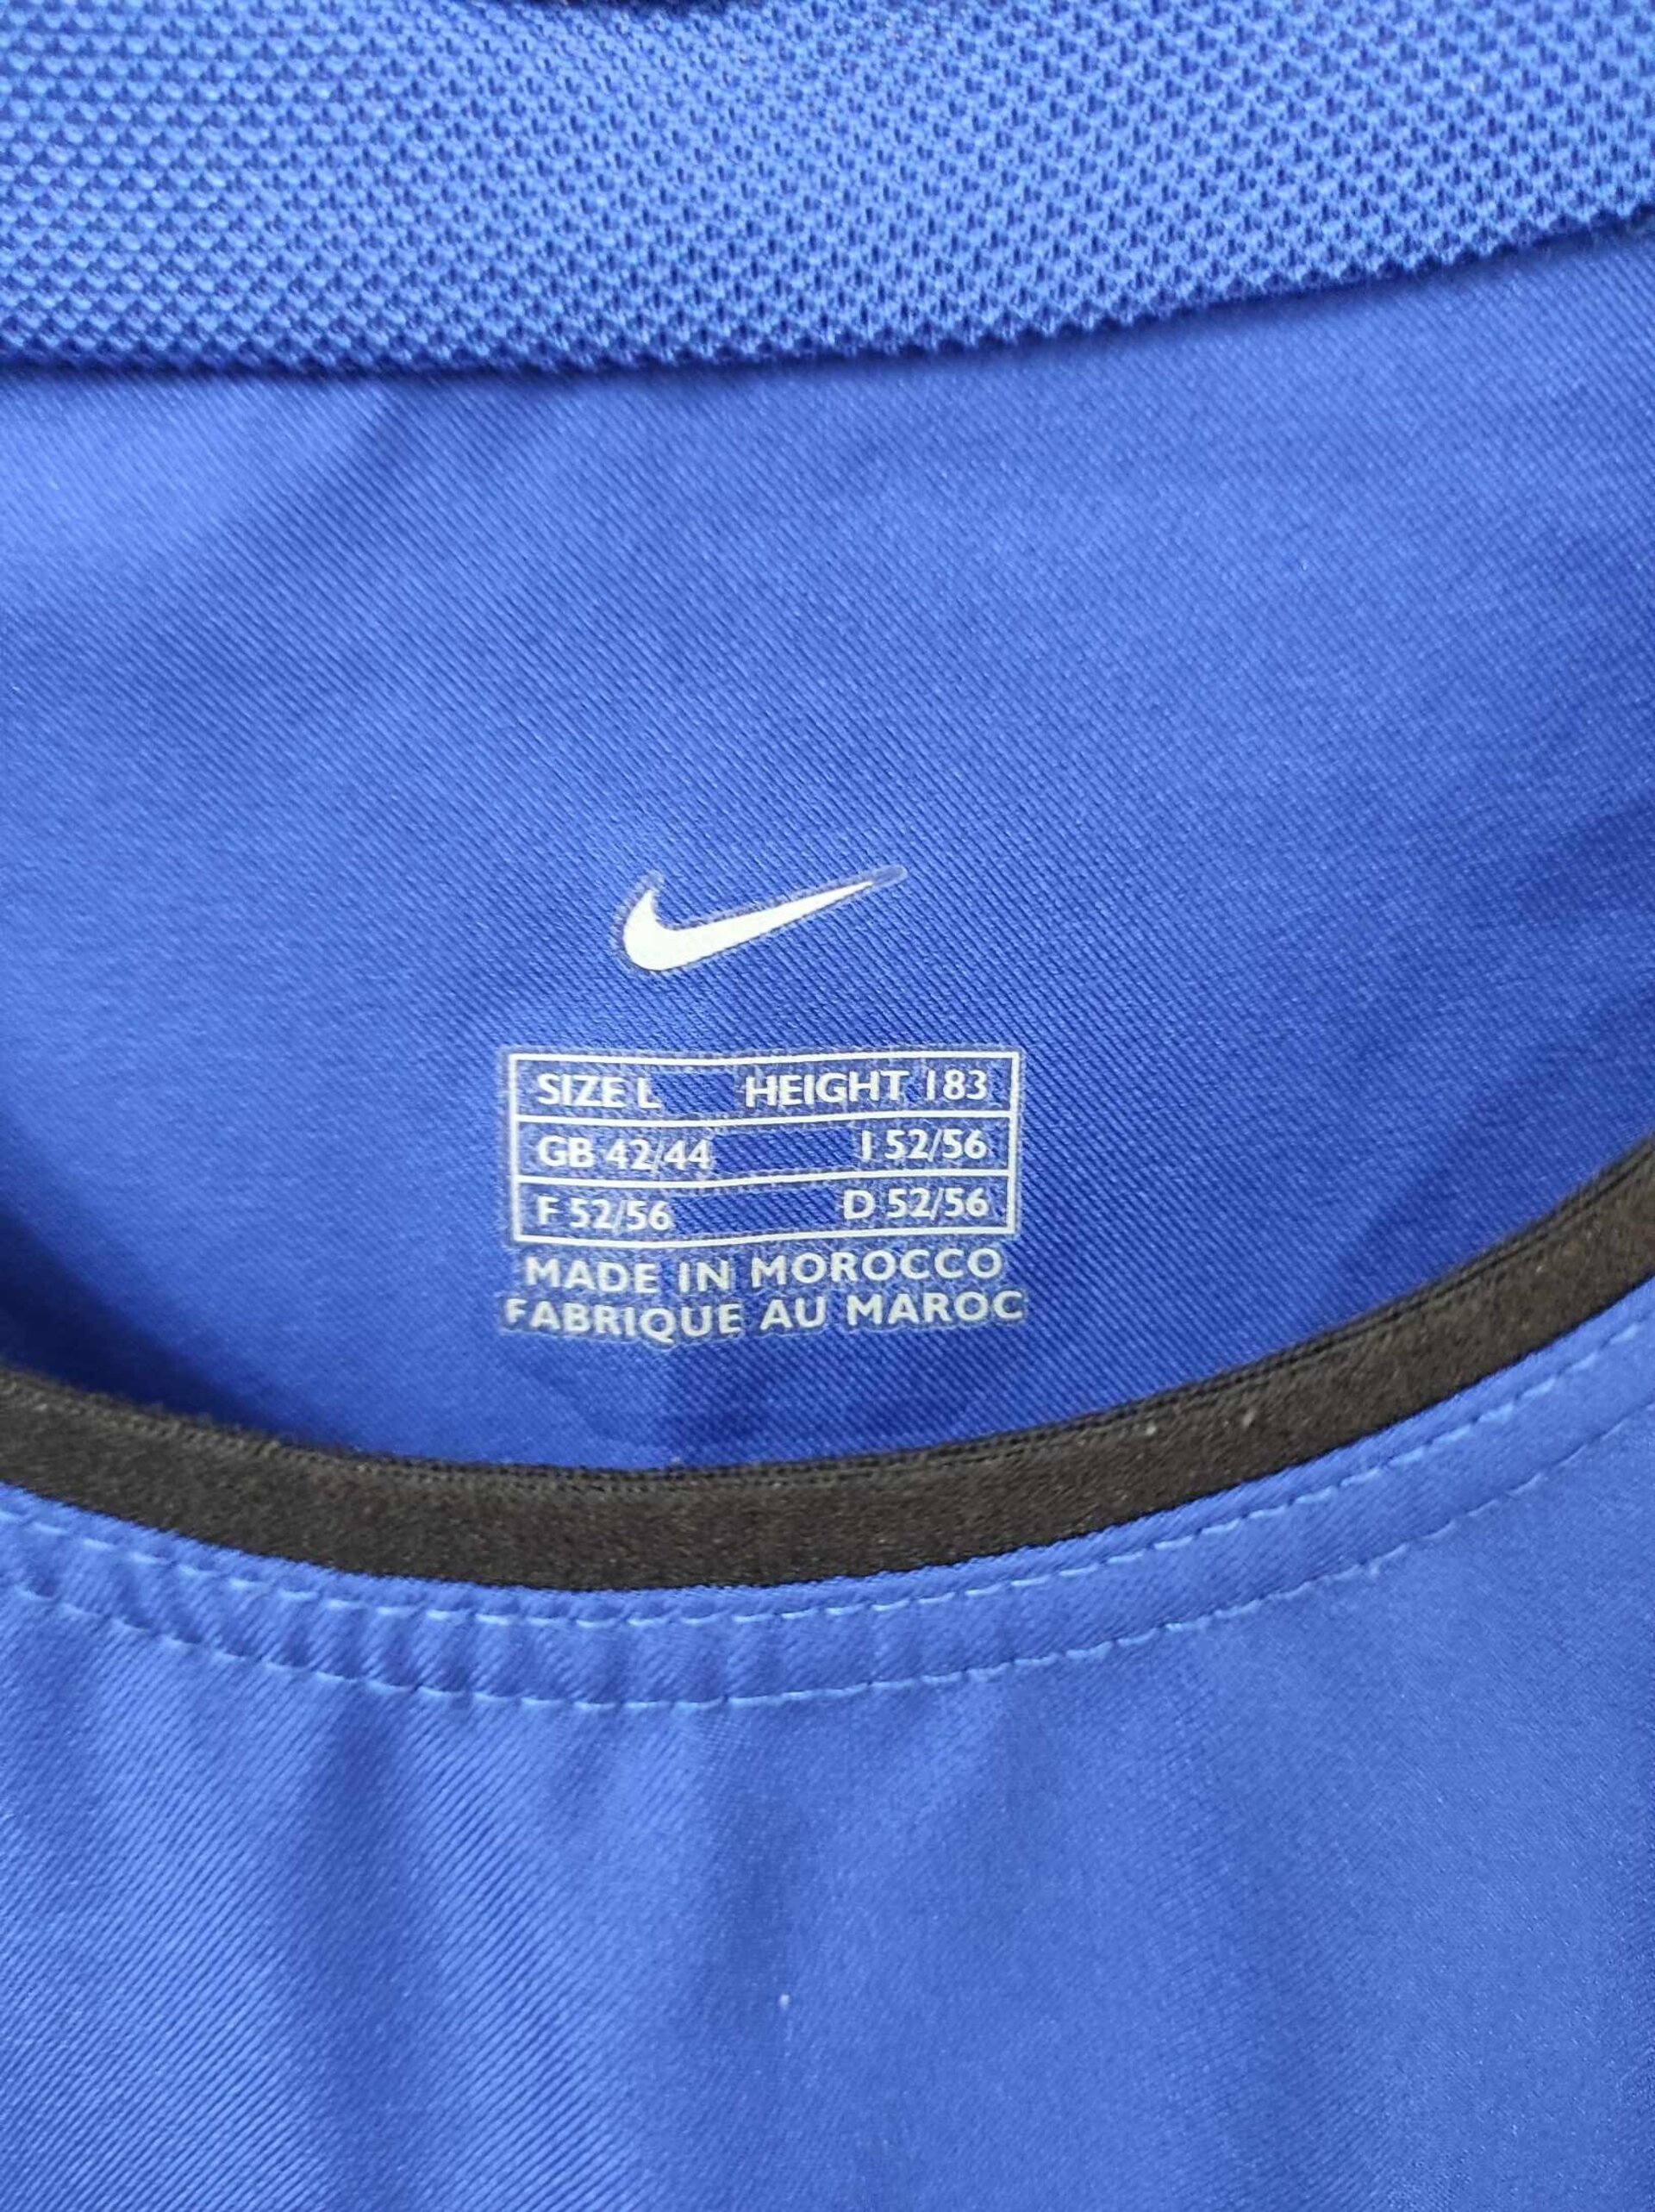 SIZE L HEIGHT 183
GB 42/44 I 52/56
F 52/56 D 52/56
MADE IN MOROCCO
FABRIQUE AU MAROC